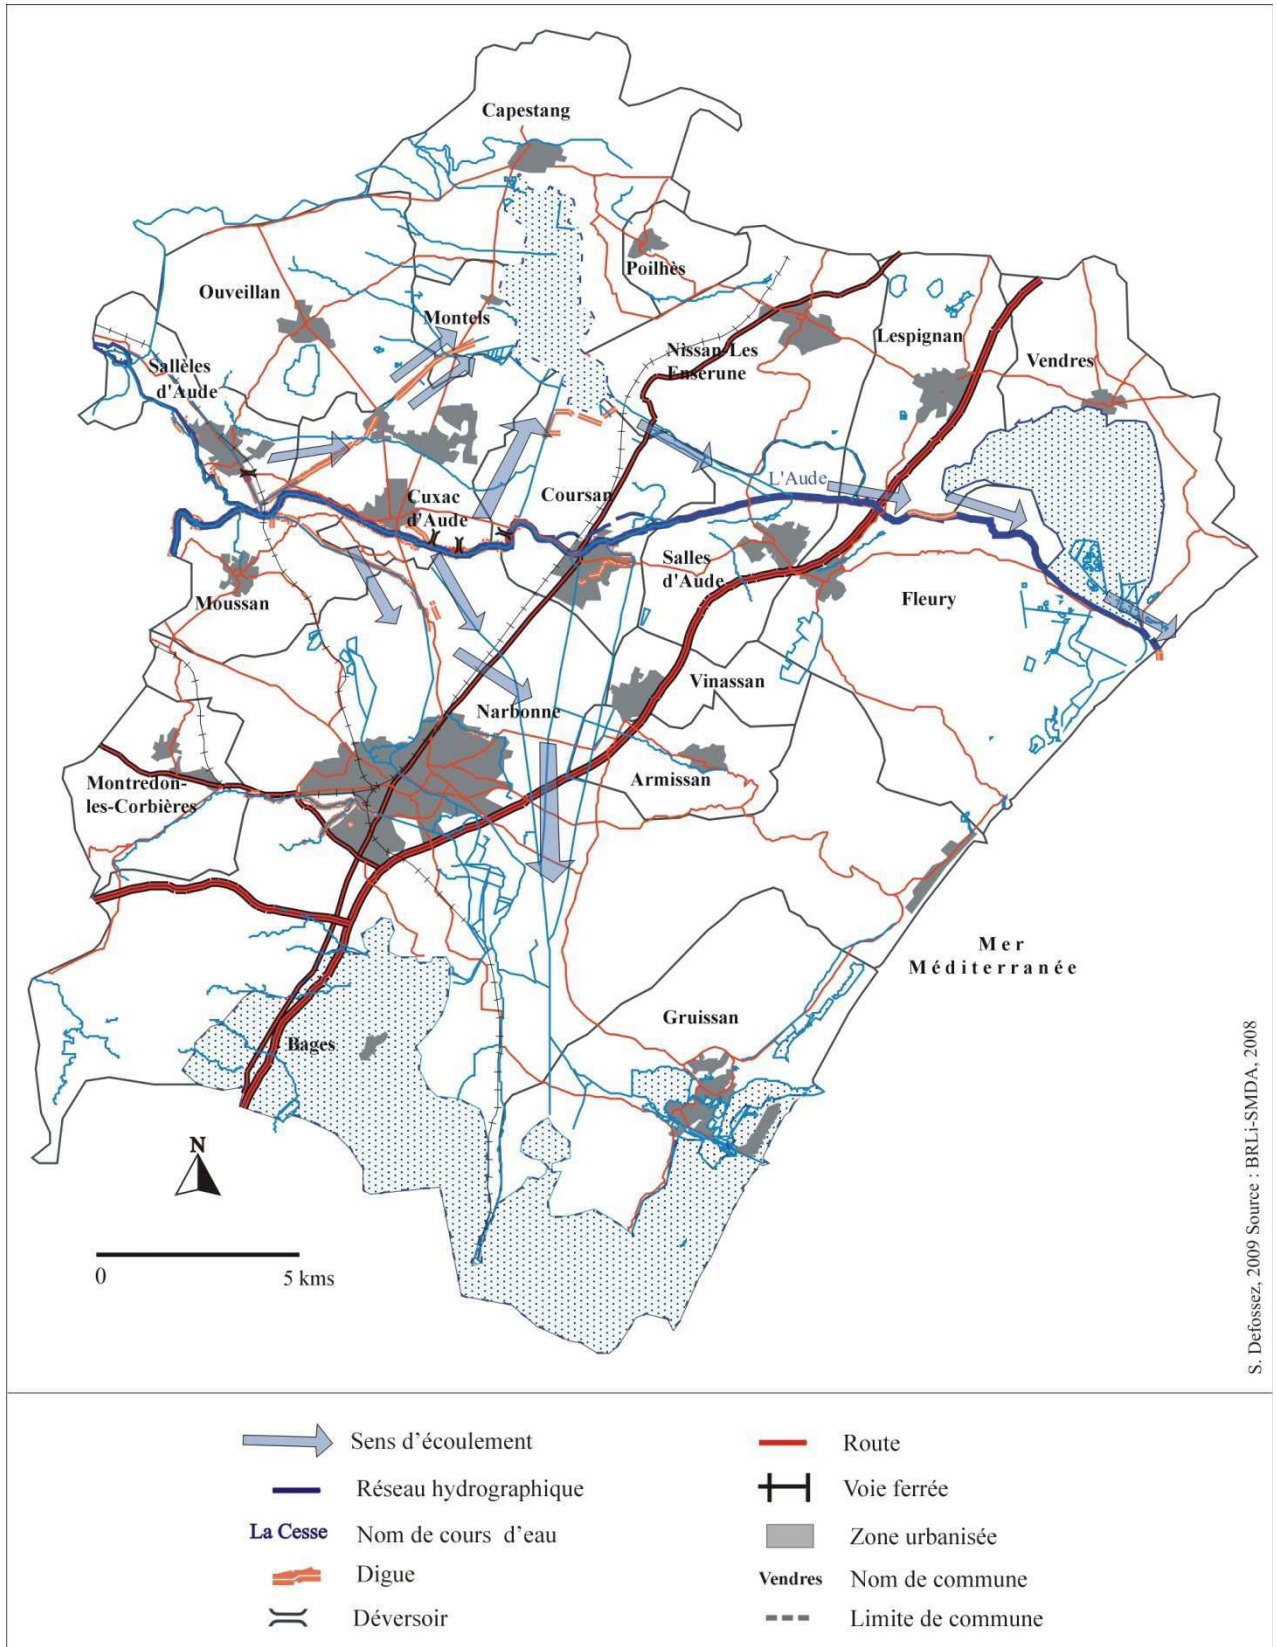 Capestang
Poilhès
Ouveillan
Montels
Nissan-Les
Enserune
Lespignan
Vendres
Sallèles
d'Aude
L'Aude
Cuxac
d'Aude
Coursan
Salles
d'Aude
Fleury
Moussan
Vinassan
Narbonne
Armissan
Montredon-
les-Corbières
Mer
Méditerranée
Gruissan
Bages
N
0 5 kms
S. Defossez, 2009 Source : BRLi-SMDA, 2008
Sens d'écoulement
Réseau hydrographique
La Cesse Nom de cours d'eau
Digue
Déversoir
Route
Voie ferrée
Zone urbanisée
Vendres Nom de commune
Limite de commune